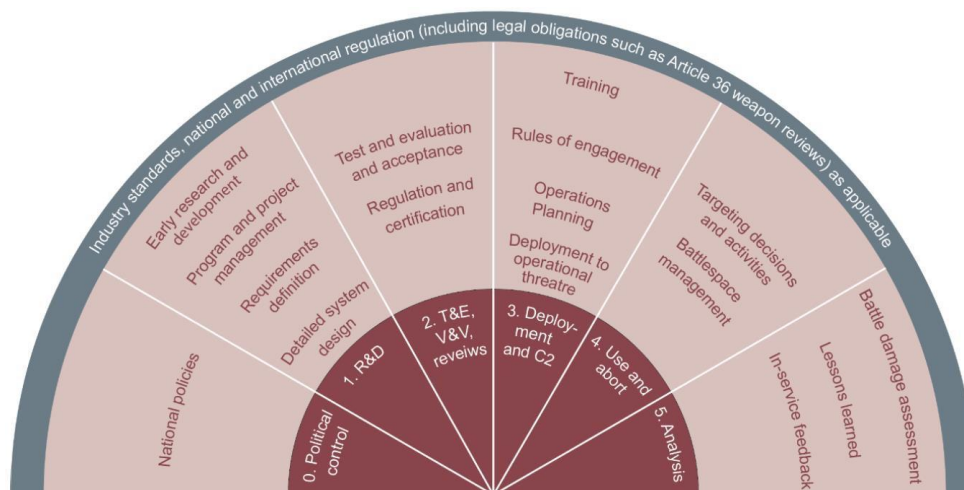 Industry standards, national and international regulation (including legal obligations such as Article 36 weapon reviews) as applicable
National policies
0. Political
control
Early research and
development
Program and project
management
Requirements
definition
Detailed system
design
1. R&D
Test and evaluation
and acceptance
Regulation and
certification
2. T&E,
V&V,
reveiws
Training
Rules of engagement
Operations
Planning
Deployment to
operational
threatre
3. Deploy-
ment
and C2
Targeting decisions
and activities
Battlespace
management
4. Use and
abort
Battle damage assessment
Lessons learned
In-service feedback
5. Analysis